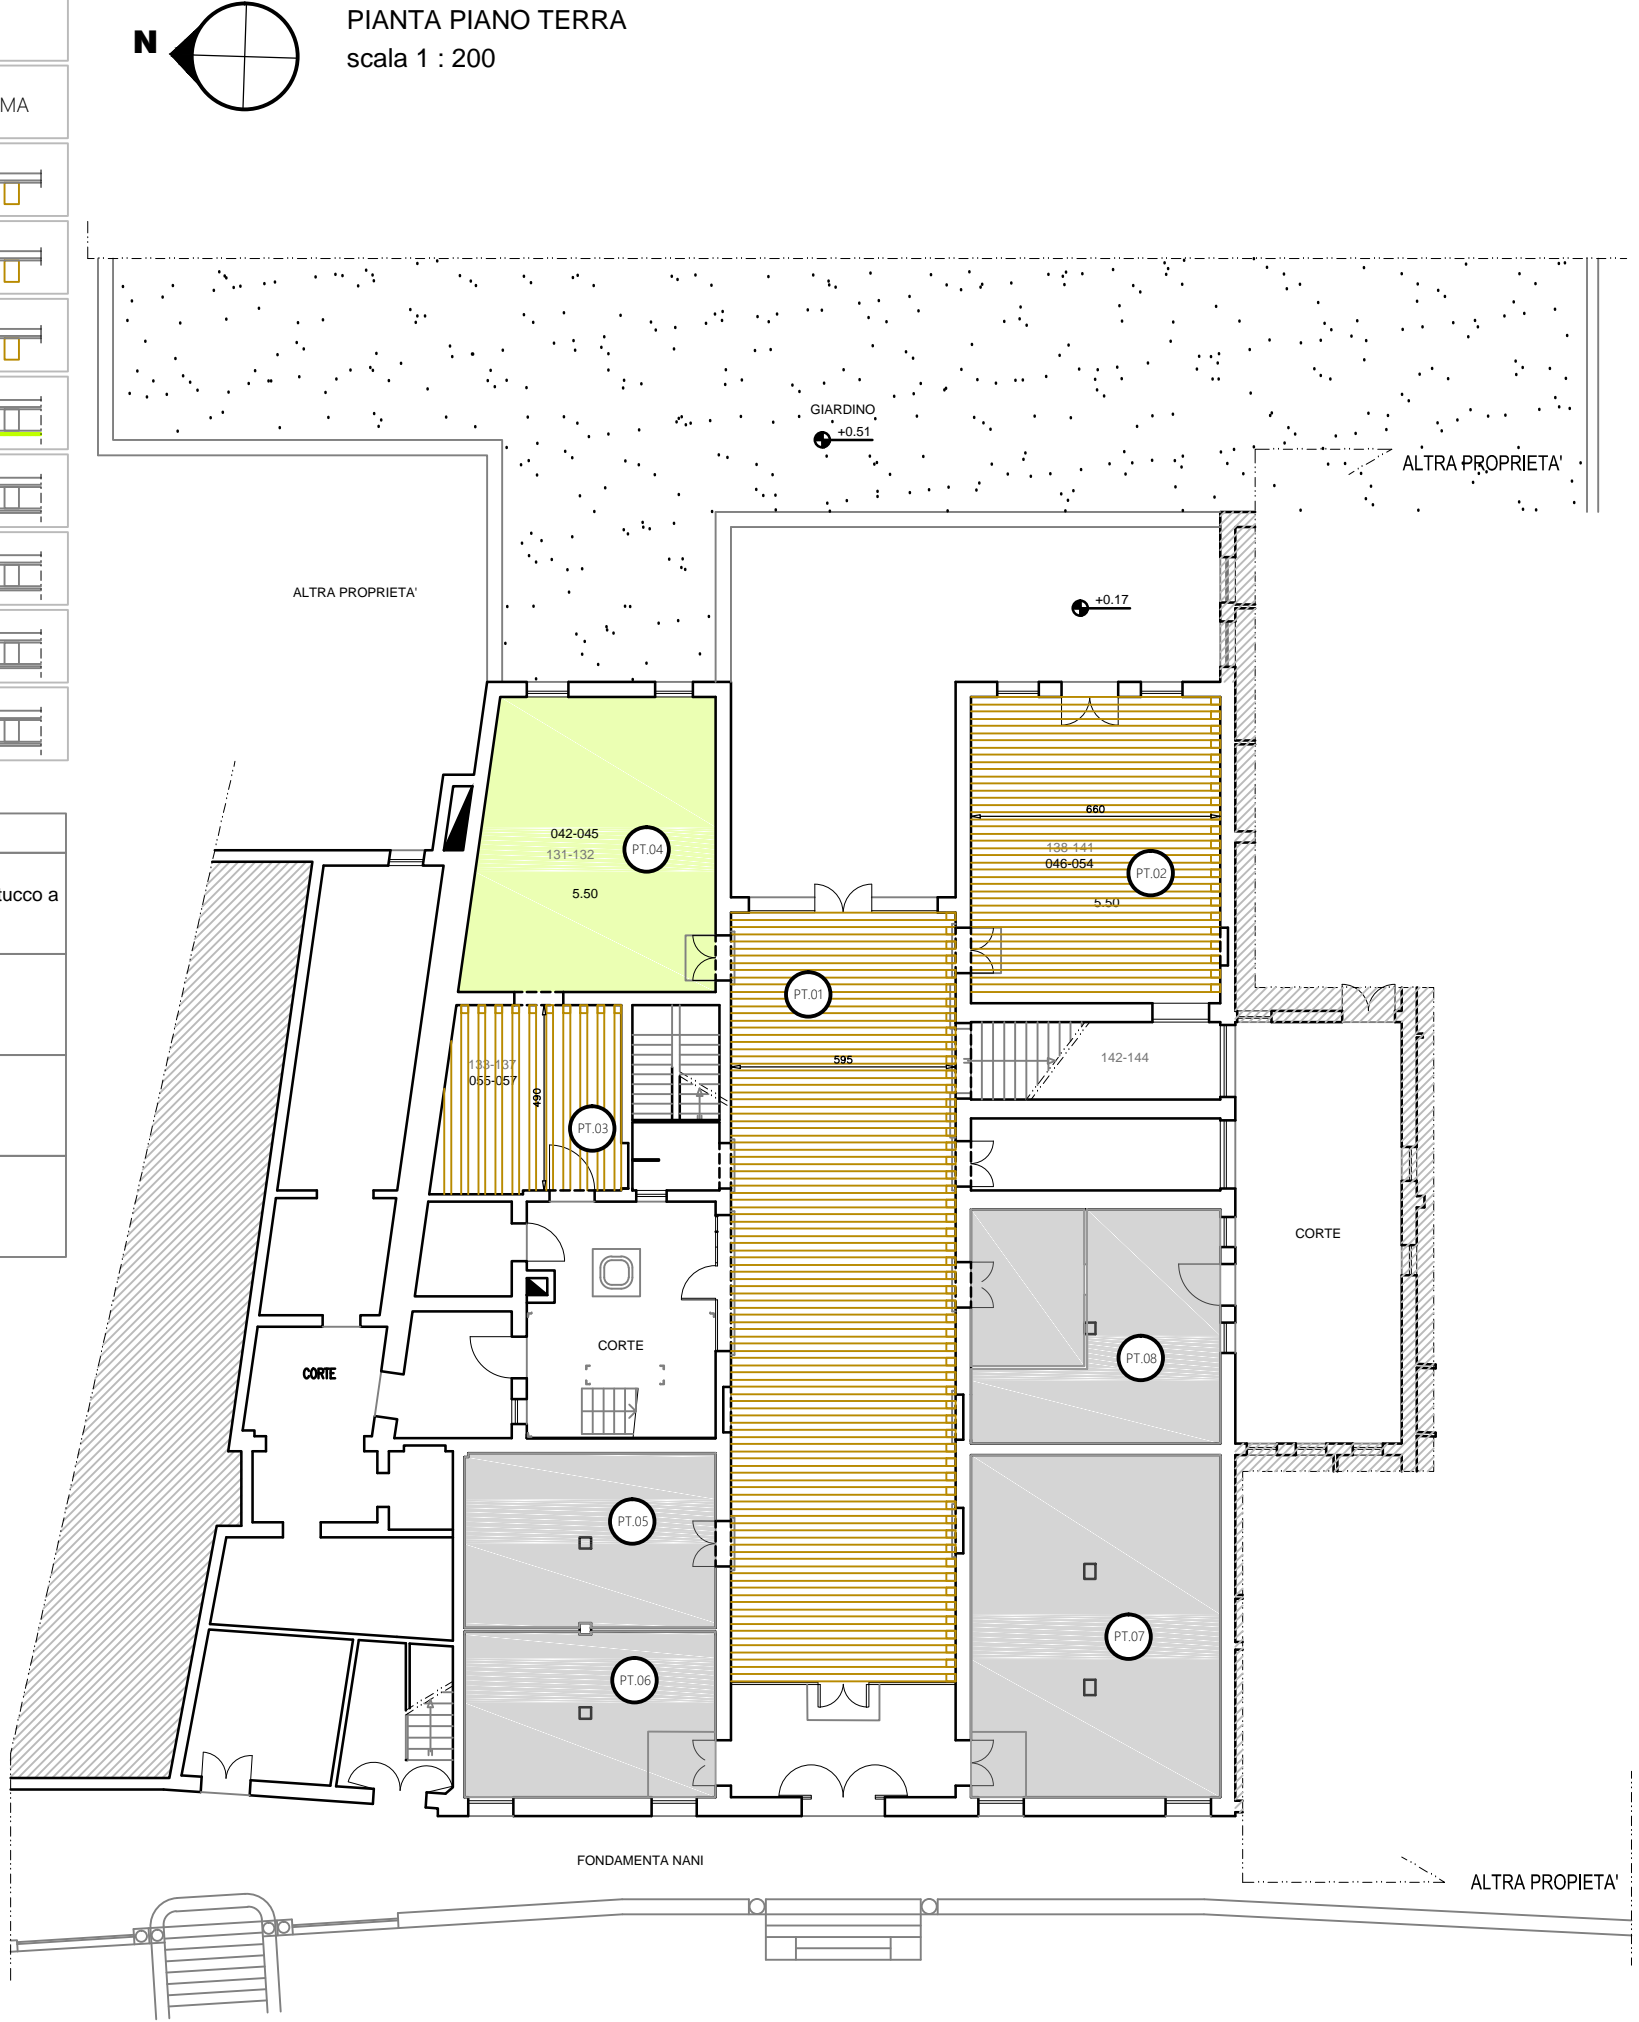 PIANTA PIANO TERRA
N
scala 1 : 200
MA
GIARDINO
+0.51
ALTRA PROPRIETA'
ALTRA PROPRIETA'
+0.17
660
042-045
131-132
PT.04
138-141
046-054
PT.02
5.50
5.50
tucco a
PT.01
595
142-144
133-137
055-057
490
PT.03
CORTE
CORTE
PT.08
CORTE
PT.05
PT.07
PT.06
FONDAMENTA NANI
ALTRA PROPIETA'